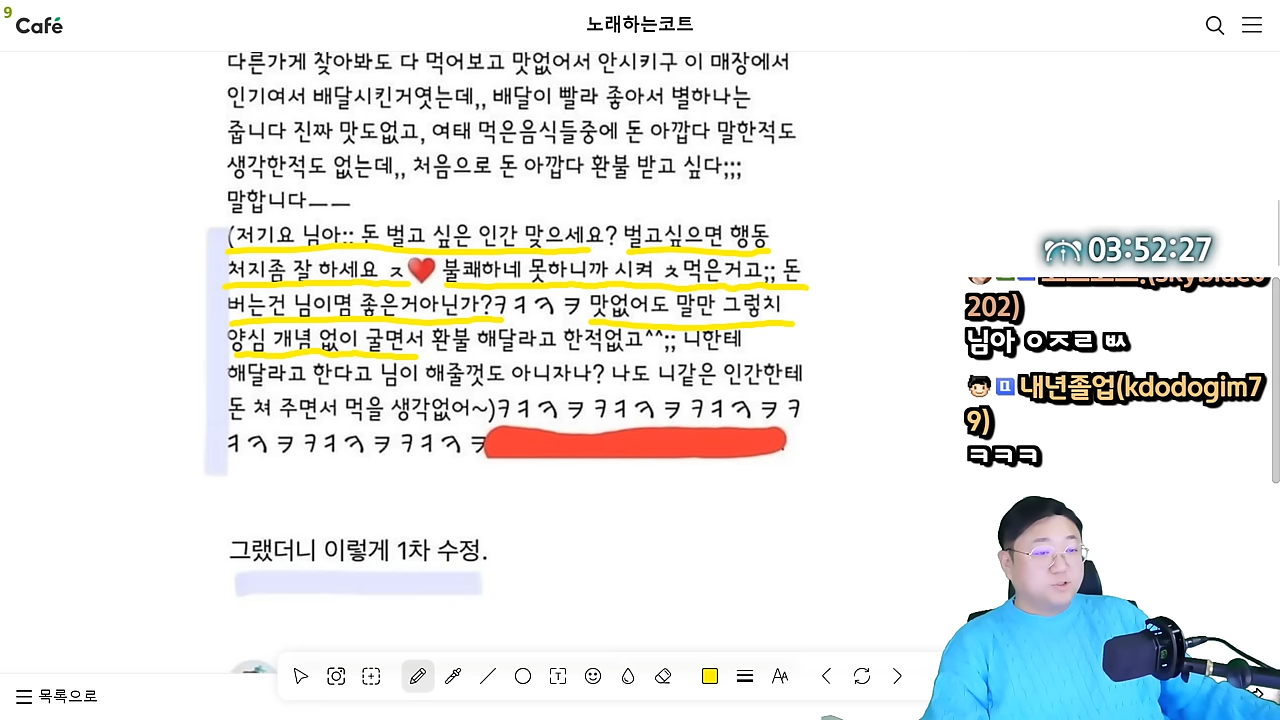 9
Café
노래하는코트
다른가게 찾아봐도 다 먹어보고 맛없어서 안시키구 이 매장에서
인기여서 배달시킨거엿는데,, 배달이 빨라 좋아서 별하나는
줍니다 진짜 맛도없고, 여태 먹은음식들중에 돈 아깝다 말한적도
생각한적도 없는데,, 처음으로 돈 아깝다 환불 받고 싶다;;;
말합니다ㅡㅡ
(저기요 님아;; 돈 벌고 싶은 인간 맞으세요? 벌고싶으면 행동
처지좀 잘 하세요 ㅊ❤️ 불쾌하네 못하니까 시켜 ㅊ먹은거고;; 돈
버는건 님이몀 좋은거아닌가?ㅋㅋㅋㅋ 맛없어도 말만 그렇치
양심 개념 없이 굴면서 환불 해달라고 한적없고^^;; 니한테
해달라고 한다고 님이 해줄껏도 아니자나? 나도 니같은 인간한테
돈 쳐 주면서 먹을 생각없어~)ㅋㅋㅋㅋㅋㅋㅋㅋㅋㅋㅋㅋㅋ
ㅋㅋㅋㅋㅋㅋㅋㅋㅋㅋㅋ
그랬더니 이렇게 1차 수정.
03:52:27
202)
님아 ㅇㅈㄹ ㅄ
내년졸업(kdodogim7
9)
ㅋㅋㅋ
목록으로